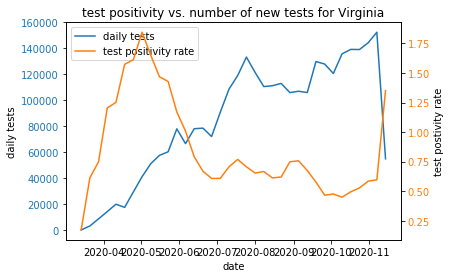 test positivity vs. number of new tests for Virginia
daily tests
test positivity rate
160000
140000
120000
100000
80000
60000
40000
20000
0
daily tests
1.75
1.50
1.25
1.00
0.75
0.50
0.25
test postivity rate
2020-04 2020-05 2020-06 2020-07 2020-08 2020-09 2020-10 2020-11
date